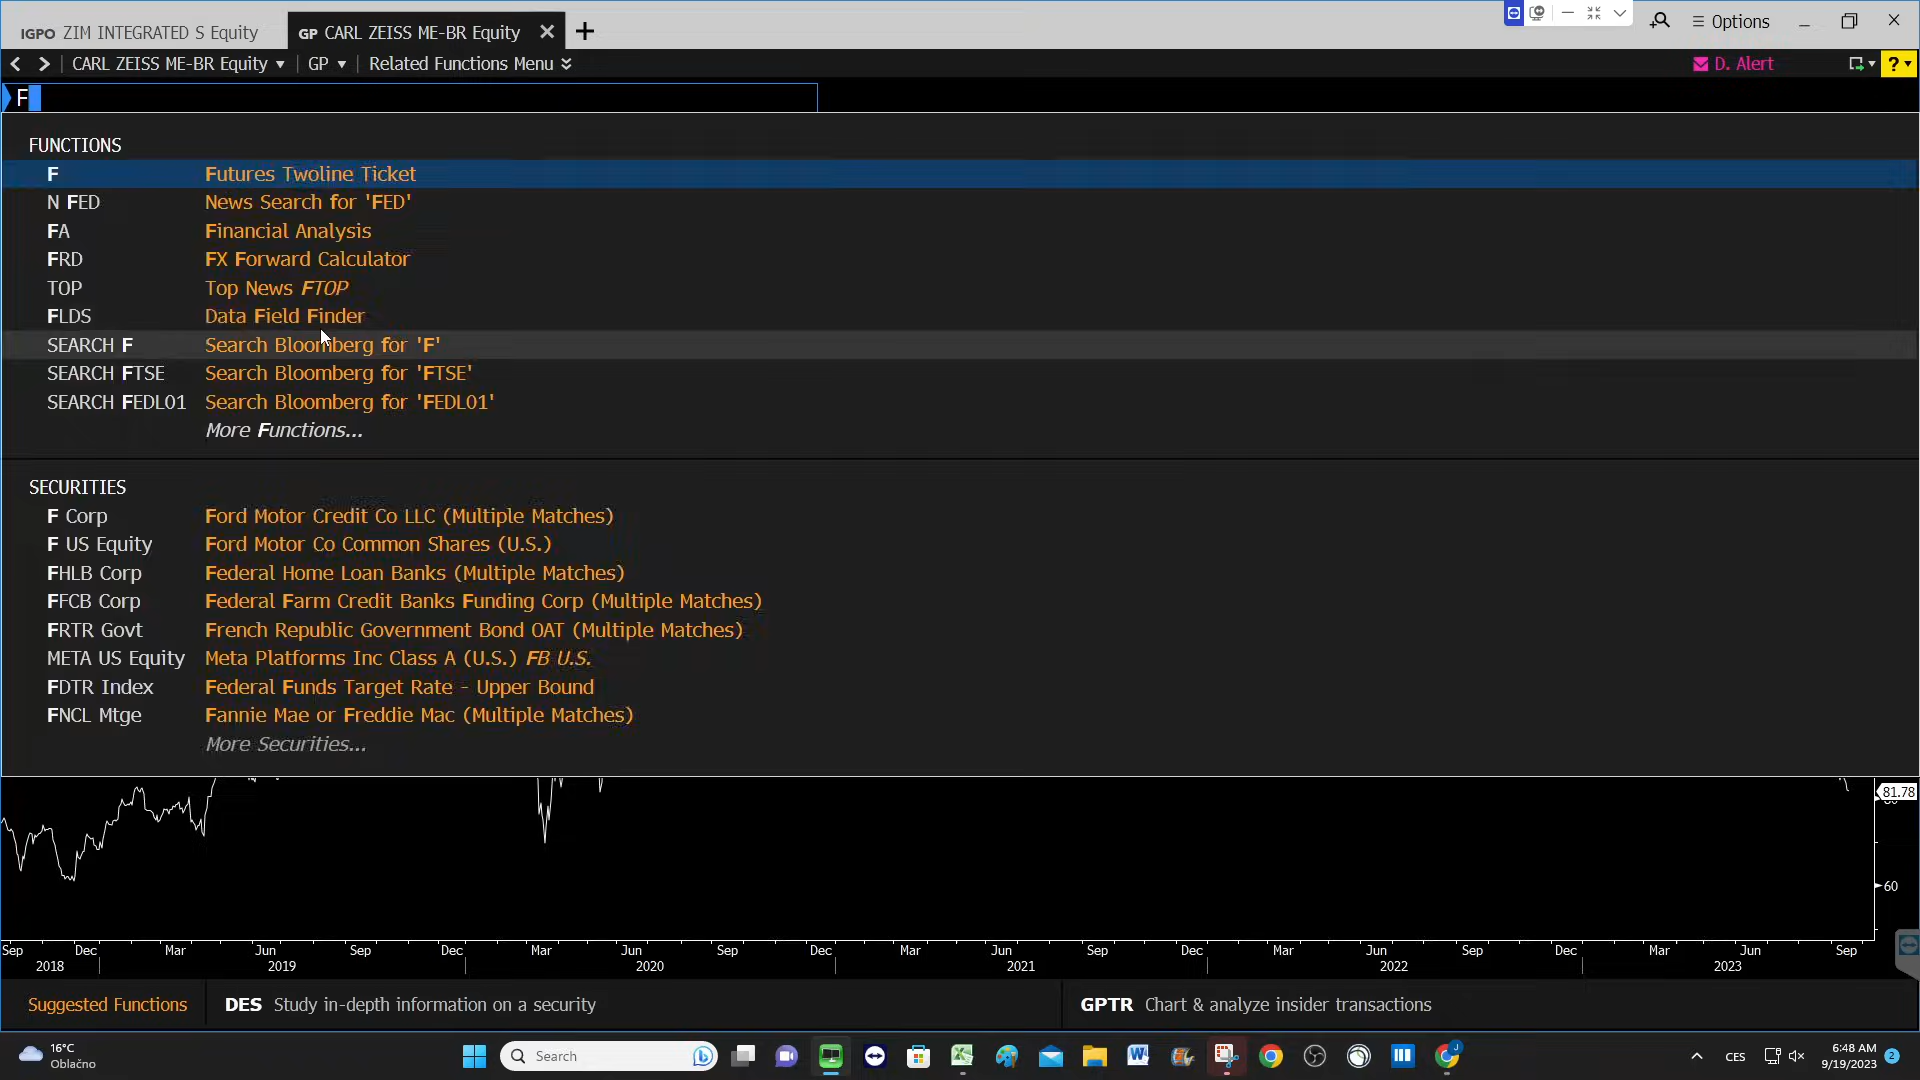 IGPO ZIM INTEGRATED S Equity
GP CARL ZEISS ME-BR Equity
Options
CARL ZEISS ME-BR Equity
GP
Related Functions Menu
D. Alert
?
F
FUNCTIONS
F Futures Twoline Ticket
N FED News Search for 'FED'
FA Financial Analysis
FRD FX Forward Calculator
TOP Top News FTOP
FLDS Data Field Finder
SEARCH F Search Bloomberg for 'F'
SEARCH FTSE Search Bloomberg for 'FTSE'
SEARCH FEDL01 Search Bloomberg for 'FEDL01'
More Functions...
SECURITIES
F Corp Ford Motor Credit Co LLC (Multiple Matches)
F US Equity Ford Motor Co Common Shares (U.S.)
FHLB Corp Federal Home Loan Banks (Multiple Matches)
FFCB Corp Federal Farm Credit Banks Funding Corp (Multiple Matches)
FRTR Govt French Republic Government Bond OAT (Multiple Matches)
META US Equity Meta Platforms Inc Class A (U.S.) FB U.S.
FDTR Index Federal Funds Target Rate - Upper Bound
FNCL Mtge Fannie Mae or Freddie Mac (Multiple Matches)
More Securities...
81.78
60
Sep Dec Mar Jun Sep Dec Mar Jun Sep Dec Mar Jun Sep Dec Mar Jun Sep Dec Mar Jun Sep
2018 2019 2020 2021 2022 2023
Suggested Functions DES Study in-depth information on a security GPTR Chart & analyze insider transactions
16°C
Oblačno
Search
CES
6:48 AM
9/19/2023
2